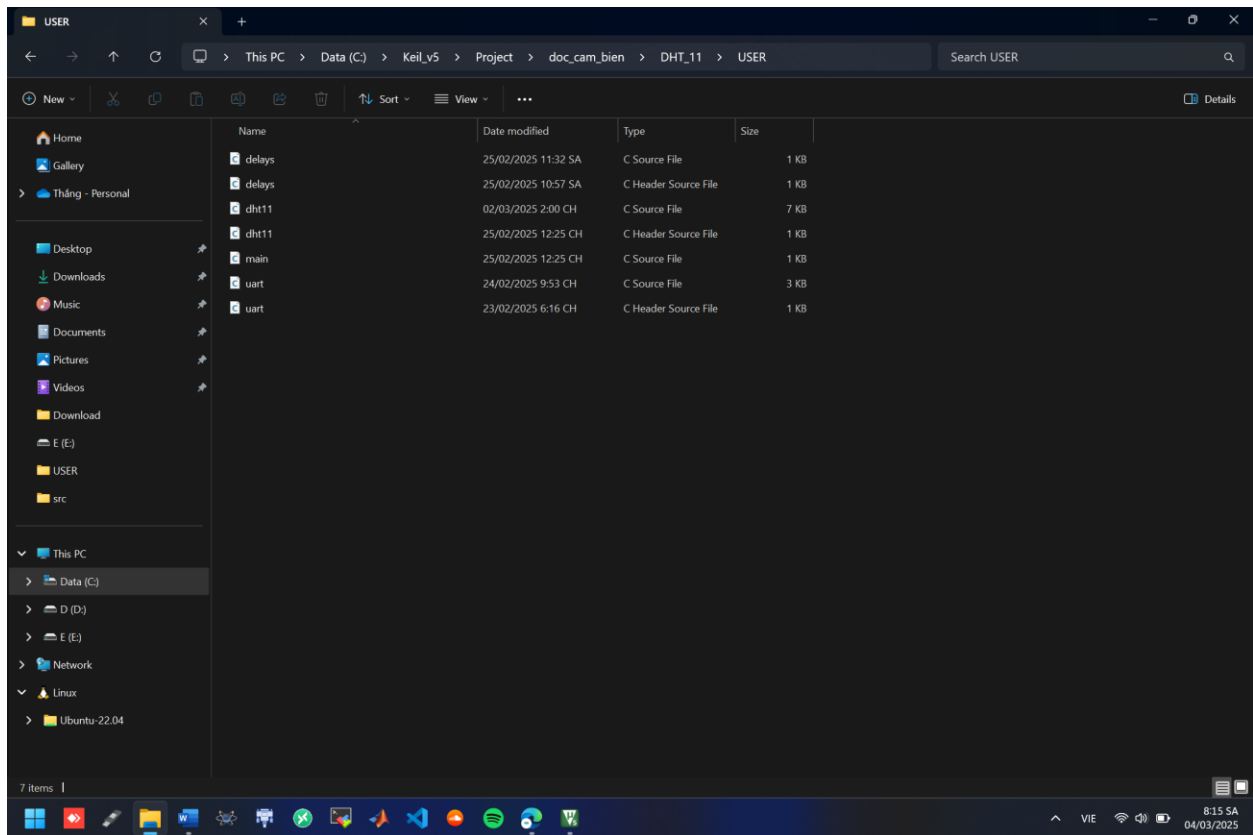 USER
This PC > Data (C:) > Keil_v5 > Project > doc_cam_bien > DHT_11 > USER
Search USER
New
Sort
View
Details
Home
Gallery
Thắng - Personal
Desktop
Downloads
Music
Documents
Pictures
Videos
Download
E (E:)
USER
src
This PC
Data (C:)
D (D:)
E (E:)
Network
Linux
Ubuntu-22.04
Name Date modified Type Size
delays 25/02/2025 11:32 SA C Source File 1 KB
delays 25/02/2025 10:57 SA C Header Source File 1 KB
dht11 02/03/2025 2:00 CH C Source File 7 KB
dht11 25/02/2025 12:25 CH C Header Source File 1 KB
main 25/02/2025 12:25 CH C Source File 1 KB
uart 24/02/2025 9:53 CH C Source File 3 KB
uart 23/02/2025 6:16 CH C Header Source File 1 KB
7 items
VIE
8:15 SA
04/03/2025